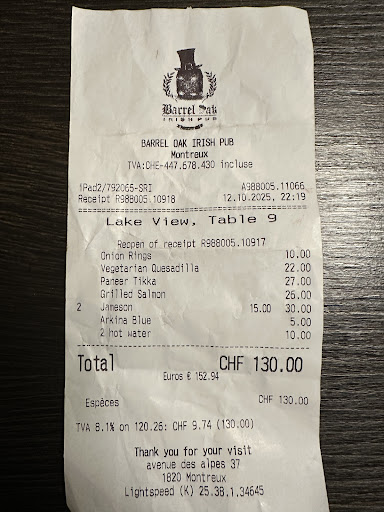 Barrel Oak
IRISH PUB
BARREL OAK IRISH PUB
Montreux
TVA:CHE-447.678.430 incluse
iPad2/792065-SRI A988005.11066
Receipt R988005.10918 12.10.2025, 22:19
Lake View, Table 9
Reopen of receipt R988005.10917
Onion Rings 10.00
Vegetarian Quesadilla 22.00
Paneer Tikka 27.00
Grilled Salmon 26.00
2 Jameson 15.00 30.00
Arkina Blue 5.00
2 hot water 10.00
Total CHF 130.00
Euros € 152.94
Espèces CHF 130.00
TVA 8.1% on 120.26: CHF 9.74 (130.00)
Thank you for your visit
avenue des alpes 37
1820 Montreux
Lightspeed (K) 25.38.1.34645